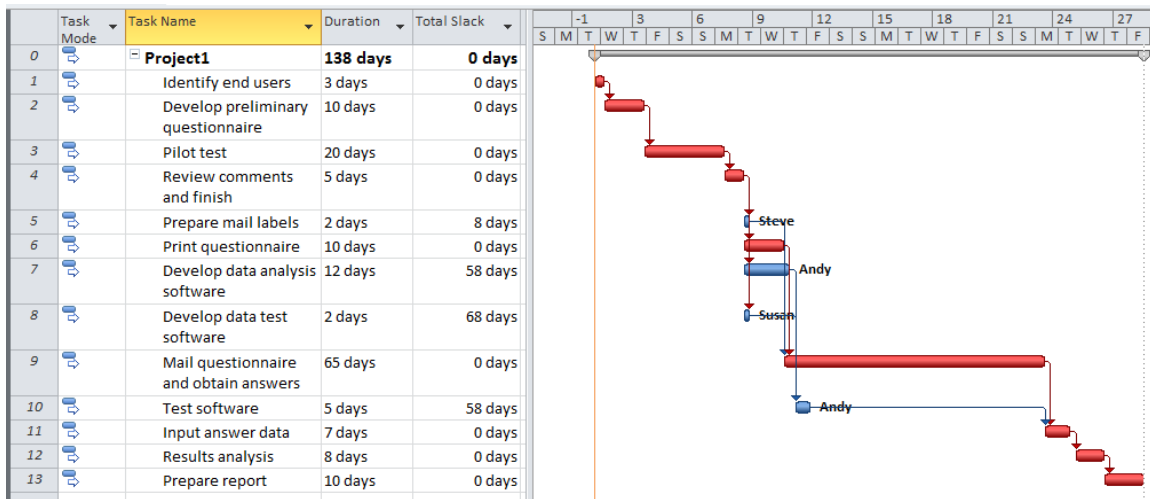 Task Mode Task Name Duration Total Slack -1 3 6 9 12 15 18 21 24 27
S M T W T F S S M T W T F S S M T W T F S S M T W T F
0 Project1 138 days 0 days
1 Identify end users 3 days 0 days
2 Develop preliminary questionnaire 10 days 0 days
3 Pilot test 20 days 0 days
4 Review comments and finish 5 days 0 days
5 Prepare mail labels 2 days 8 days Steve
6 Print questionnaire 10 days 0 days
7 Develop data analysis software 12 days 58 days Andy
8 Develop data test software 2 days 68 days Susan
9 Mail questionnaire and obtain answers 65 days 0 days
10 Test software 5 days 58 days Andy
11 Input answer data 7 days 0 days
12 Results analysis 8 days 0 days
13 Prepare report 10 days 0 days